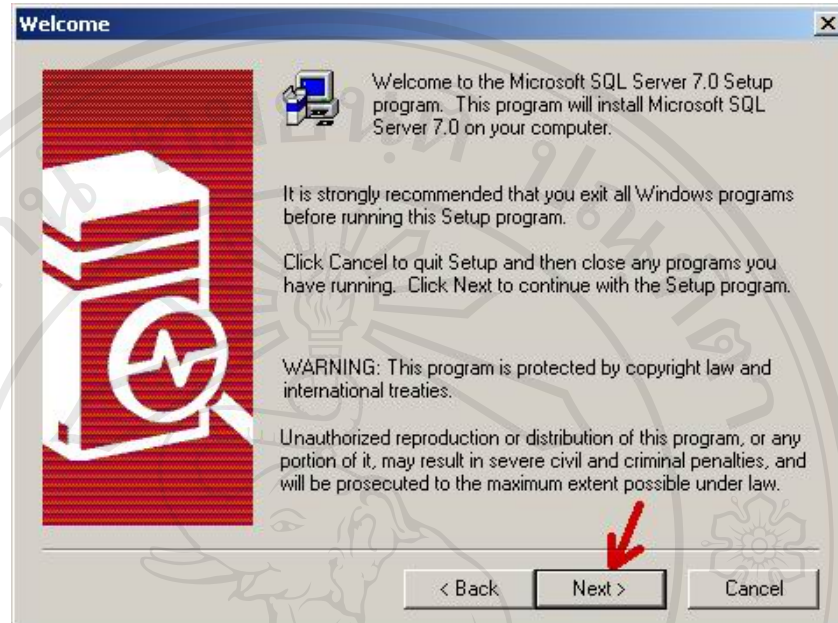 Welcome
Welcome to the Microsoft SQL Server 7.0 Setup
program. This program will install Microsoft SQL
Server 7.0 on your computer.
It is strongly recommended that you exit all Windows programs
before running this Setup program.
Click Cancel to quit Setup and then close any programs you
have running. Click Next to continue with the Setup program.
WARNING: This program is protected by copyright law and
international treaties.
Unauthorized reproduction or distribution of this program, or any
portion of it, may result in severe civil and criminal penalties, and
will be prosecuted to the maximum extent possible under law.
< Back
Next >
Cancel